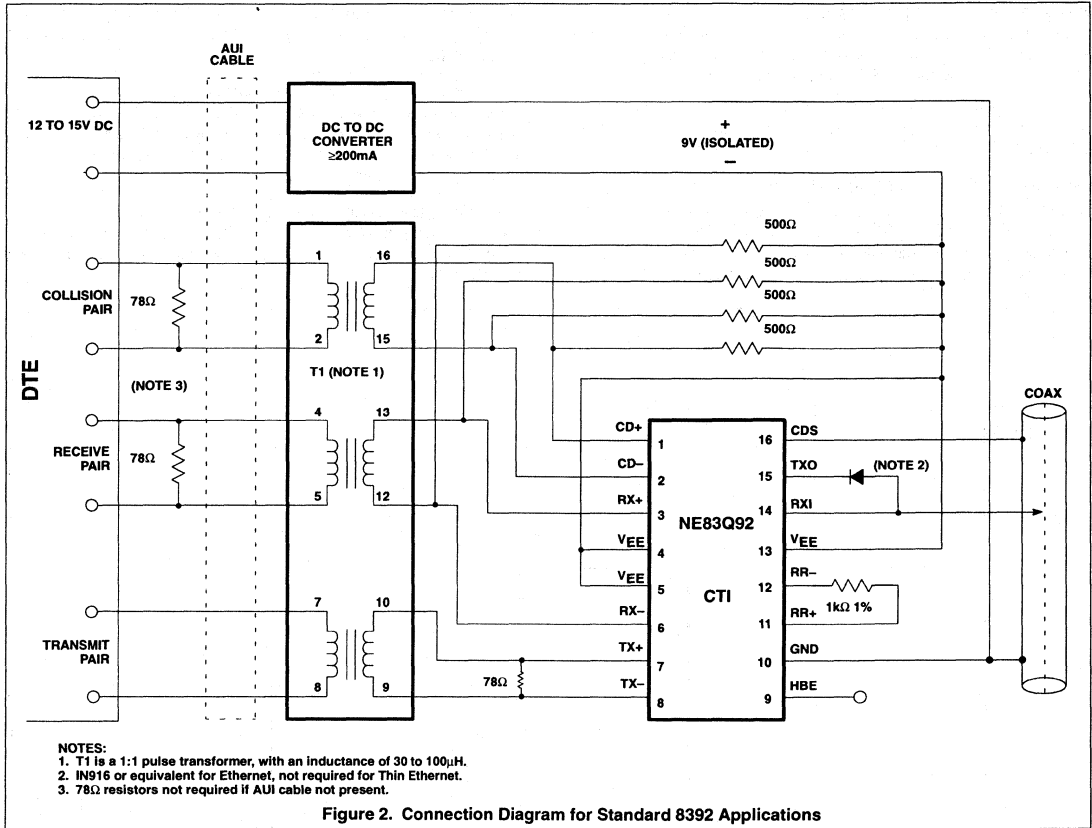 AUI
CABLE
12 TO 15V DC
DC TO DC
CONVERTER
≥200mA
+
9V (ISOLATED)
–
500Ω
500Ω
500Ω
500Ω
DTE
COLLISION
PAIR
78Ω
1
16
2
15
T1 (NOTE 1)
(NOTE 3)
RECEIVE
PAIR
78Ω
4
13
5
12
TRANSMIT
PAIR
7
10
8
9
78Ω
CD+
1
CD–
2
RX+
3
VEE
4
VEE
5
RX–
6
TX+
7
TX–
8
NE83Q92
CTI
16
CDS
15
TXO
(NOTE 2)
14
RXI
13
VEE
12
RR–
1kΩ 1%
11
RR+
10
GND
9
HBE
COAX
NOTES:
1. T1 is a 1:1 pulse transformer, with an inductance of 30 to 100μH.
2. IN916 or equivalent for Ethernet, not required for Thin Ethernet.
3. 78Ω resistors not required if AUI cable not present.
Figure 2. Connection Diagram for Standard 8392 Applications